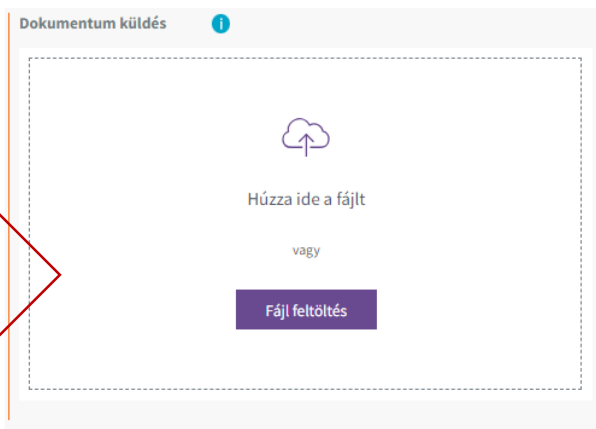 Dokumentum küldés
Húzza ide a fájlt
vagy
Fájl feltöltés